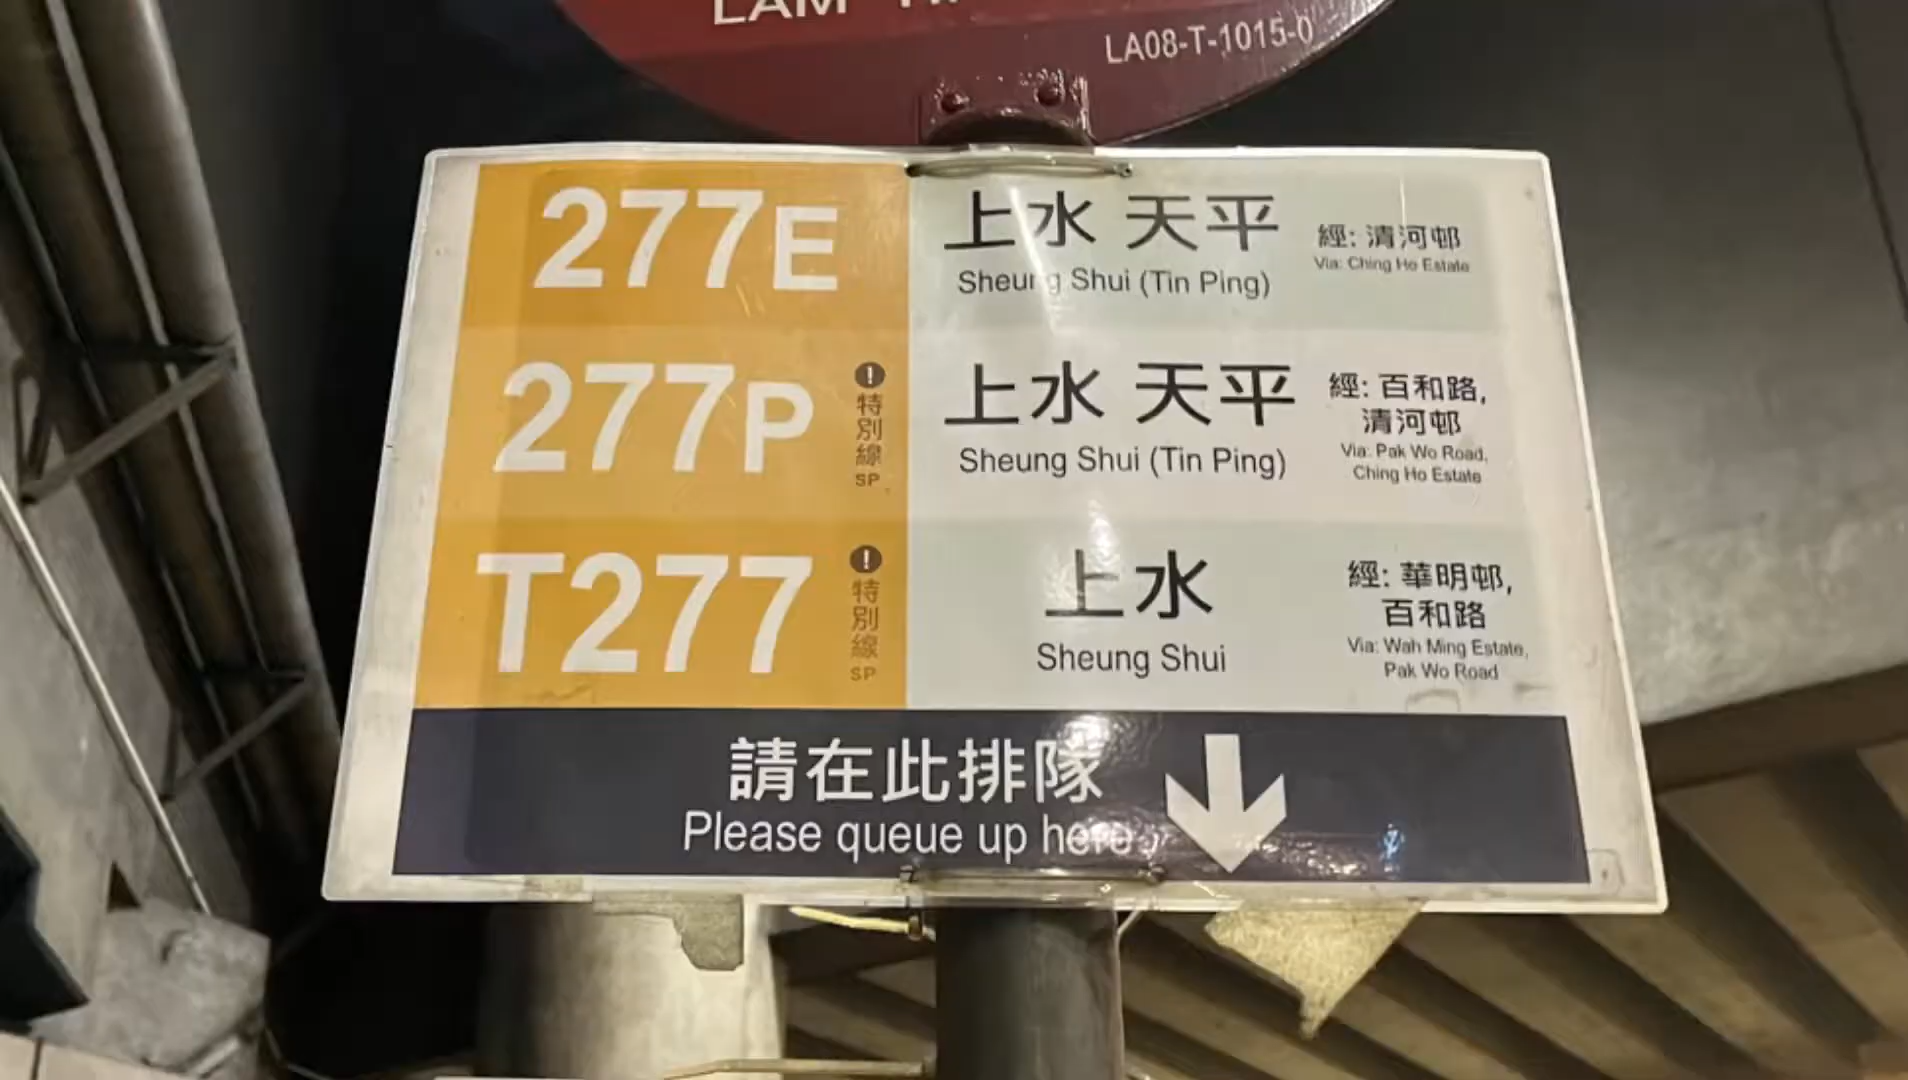 LAM
LA08-T-1015-0
277E
上水 天平
Sheung Shui (Tin Ping)
經: 清河邨
Via: Ching Ho Estate
277P
!
特別線
SP
上水 天平
Sheung Shui (Tin Ping)
經: 百和路,
清河邨
Via: Pak Wo Road,
Ching Ho Estate
T277
!
特別線
SP
上水
Sheung Shui
經: 華明邨,
百和路
Via: Wah Ming Estate,
Pak Wo Road
請在此排隊
Please queue up here